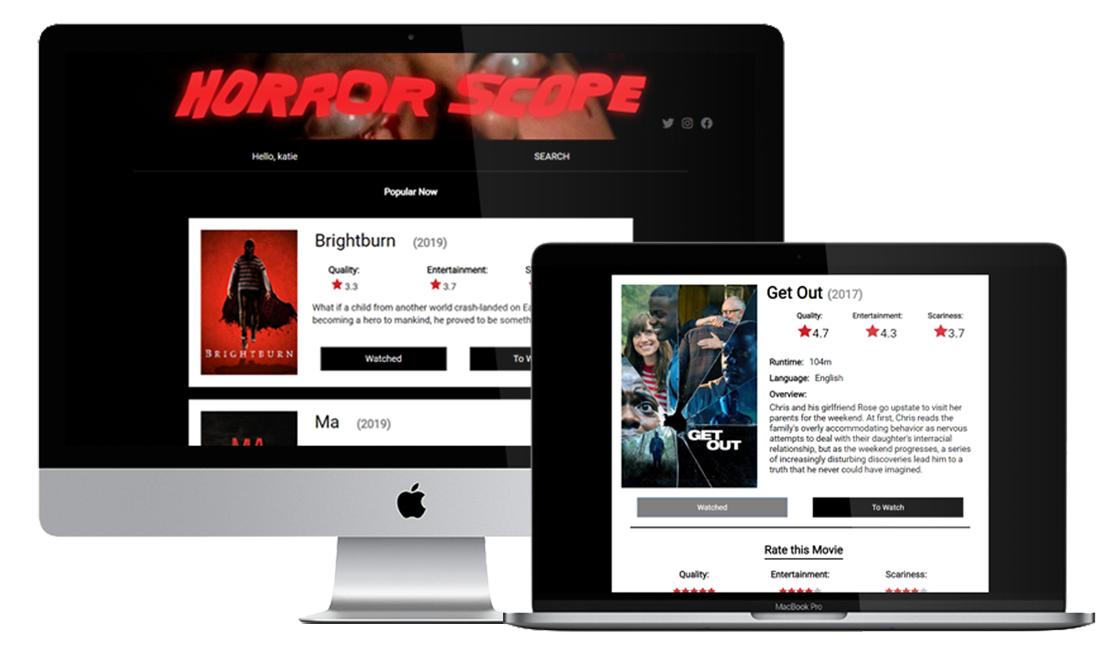 HORROR SCOPE
Hello, katie
SEARCH
Popular Now
Brightburn (2019)
Quality: Entertainment: S
3.3 3.7
What if a child from another world crash-landed on Ea
becoming a hero to mankind, he proved to be someth
BRIGHTBURN
Watched To W
Ma (2019)
MA
Get Out (2017)
Quality: Entertainment: Scariness:
4.7 4.3 3.7
Runtime: 104m
Language: English
Overview:
Chris and his girlfriend Rose go upstate to visit her
parents for the weekend. At first, Chris reads the
family's overly accommodating behavior as nervous
attempts to deal with their daughter's interracial
relationship, but as the weekend progresses, a series
of increasingly disturbing discoveries lead him to a
truth that he never could have imagined.
GET
OUT
Watched To Watch
Rate this Movie
Quality: Entertainment: Scariness:
MacBook Pro